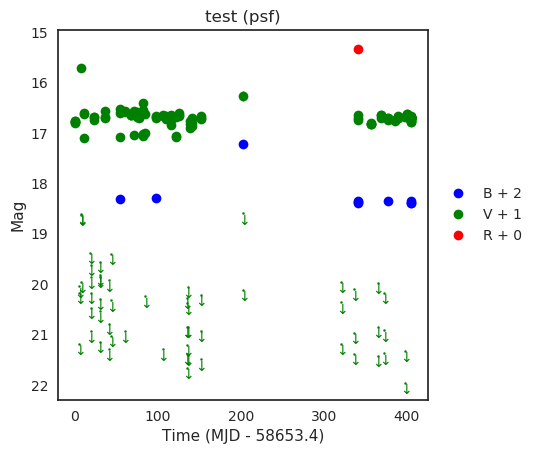 test (psf)
15
16
17
18
19
20
21
22
Mag
0
100
200
300
400
Time (MJD - 58653.4)
B + 2
V + 1
R + 0